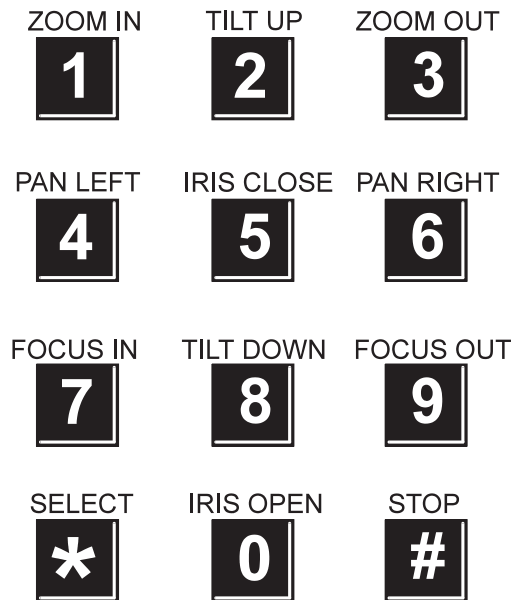 ZOOM IN TILT UP ZOOM OUT
1 2 3
PAN LEFT IRIS CLOSE PAN RIGHT
4 5 6
FOCUS IN TILT DOWN FOCUS OUT
7 8 9
SELECT IRIS OPEN STOP
* 0 #